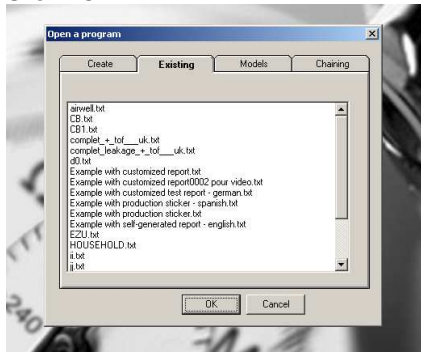 Open a program
Create Existing Models Chaining
airwell.txt
CB.txt
CB1.txt
complet_+_tof___uk.txt
complet_leakage_+_tof___uk.txt
d0.txt
Example with customized report.txt
Example with customized report0002 pour video.txt
Example with customized test report - german.txt
Example with production sticker - spanish.txt
Example with production sticker.txt
Example with self-generated report - english.txt
EZU.txt
HOUSEHOLD.txt
ii.txt
jj.txt
OK Cancel
240